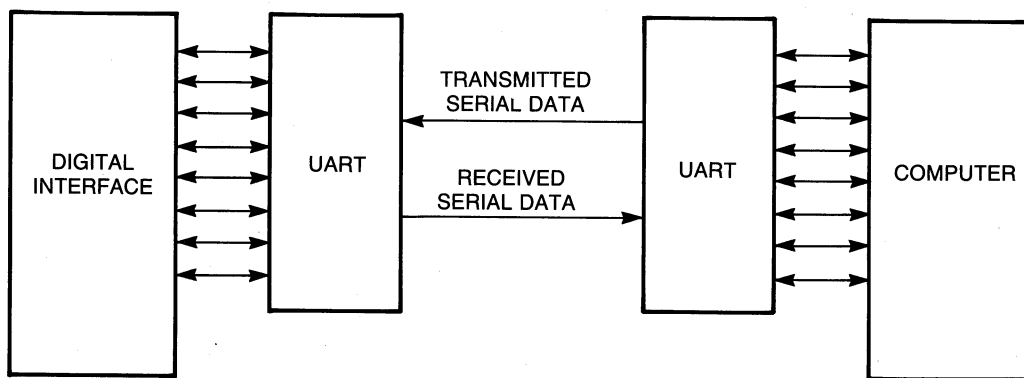 DIGITAL
INTERFACE
UART
TRANSMITTED
SERIAL DATA
RECEIVED
SERIAL DATA
UART
COMPUTER